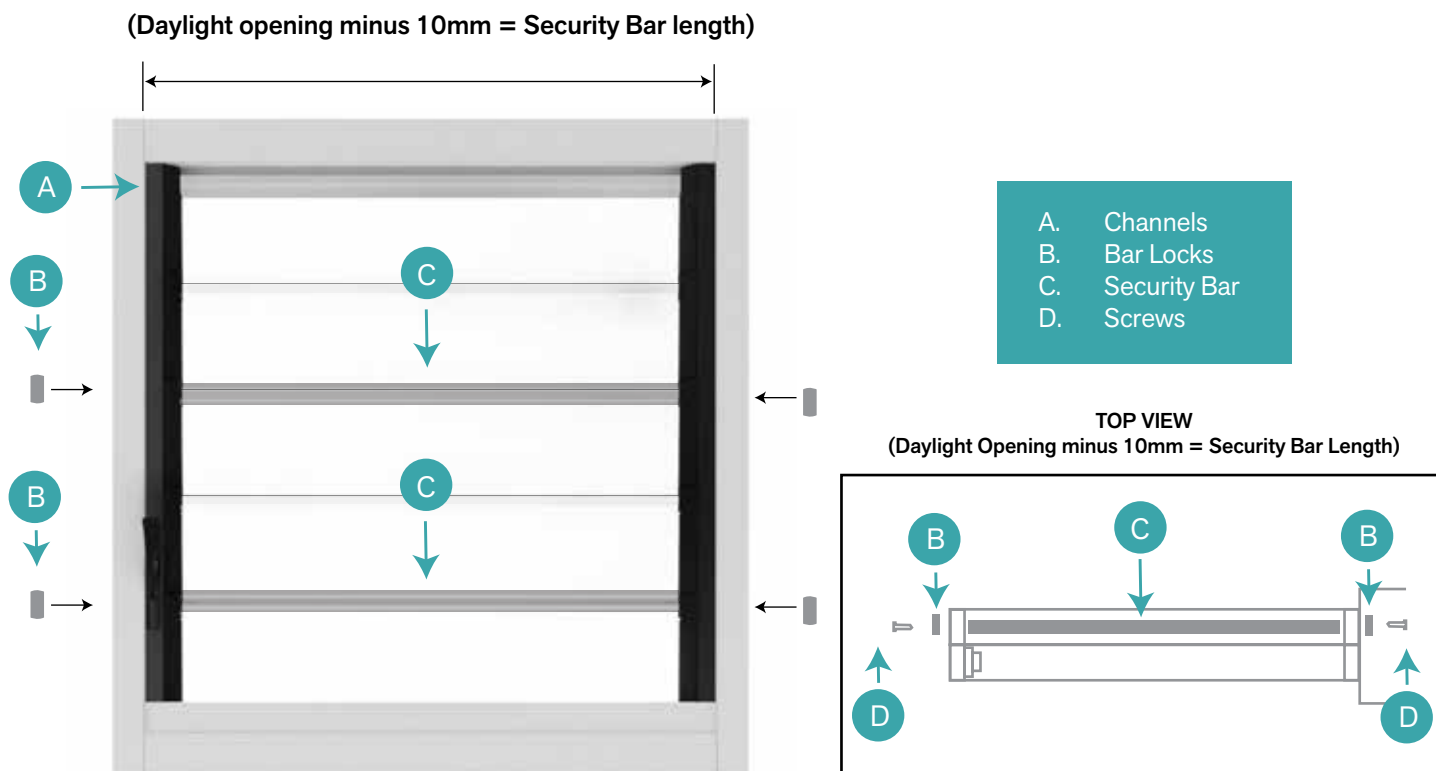 (Daylight opening minus 10mm = Security Bar length)
A
B
C
B
C
A. Channels
B. Bar Locks
C. Security Bar
D. Screws
TOP VIEW
(Daylight Opening minus 10mm = Security Bar Length)
B
C
B
D
D